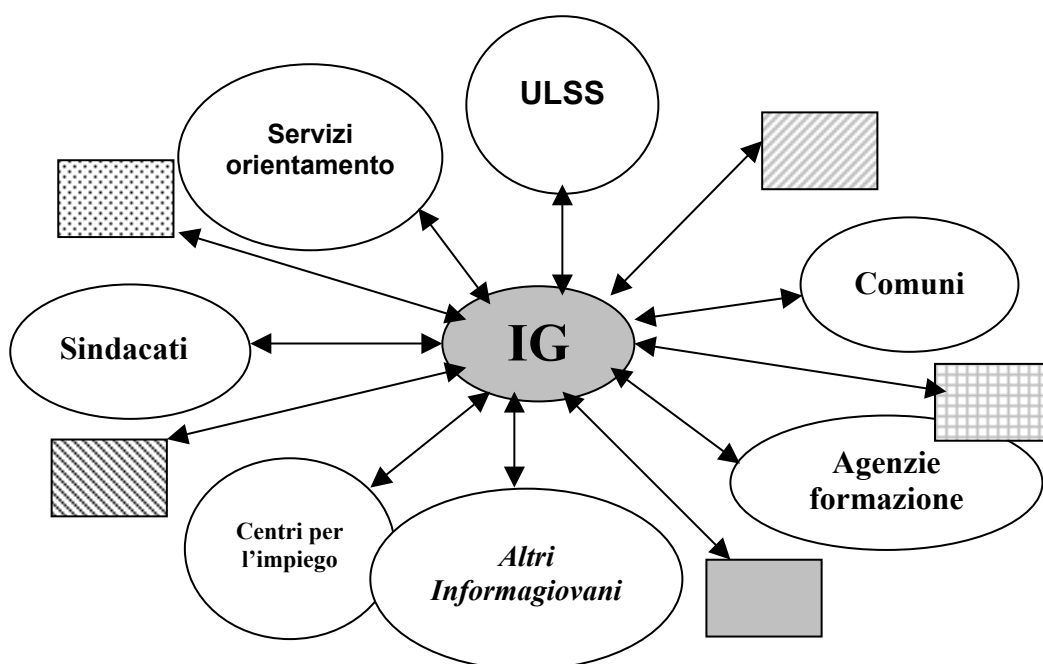 ULSS
Servizi
orientamento
Comuni
Sindacati
IG
Agenzie
formazione
Centri per
l'impiego
Altri
Informagiovani